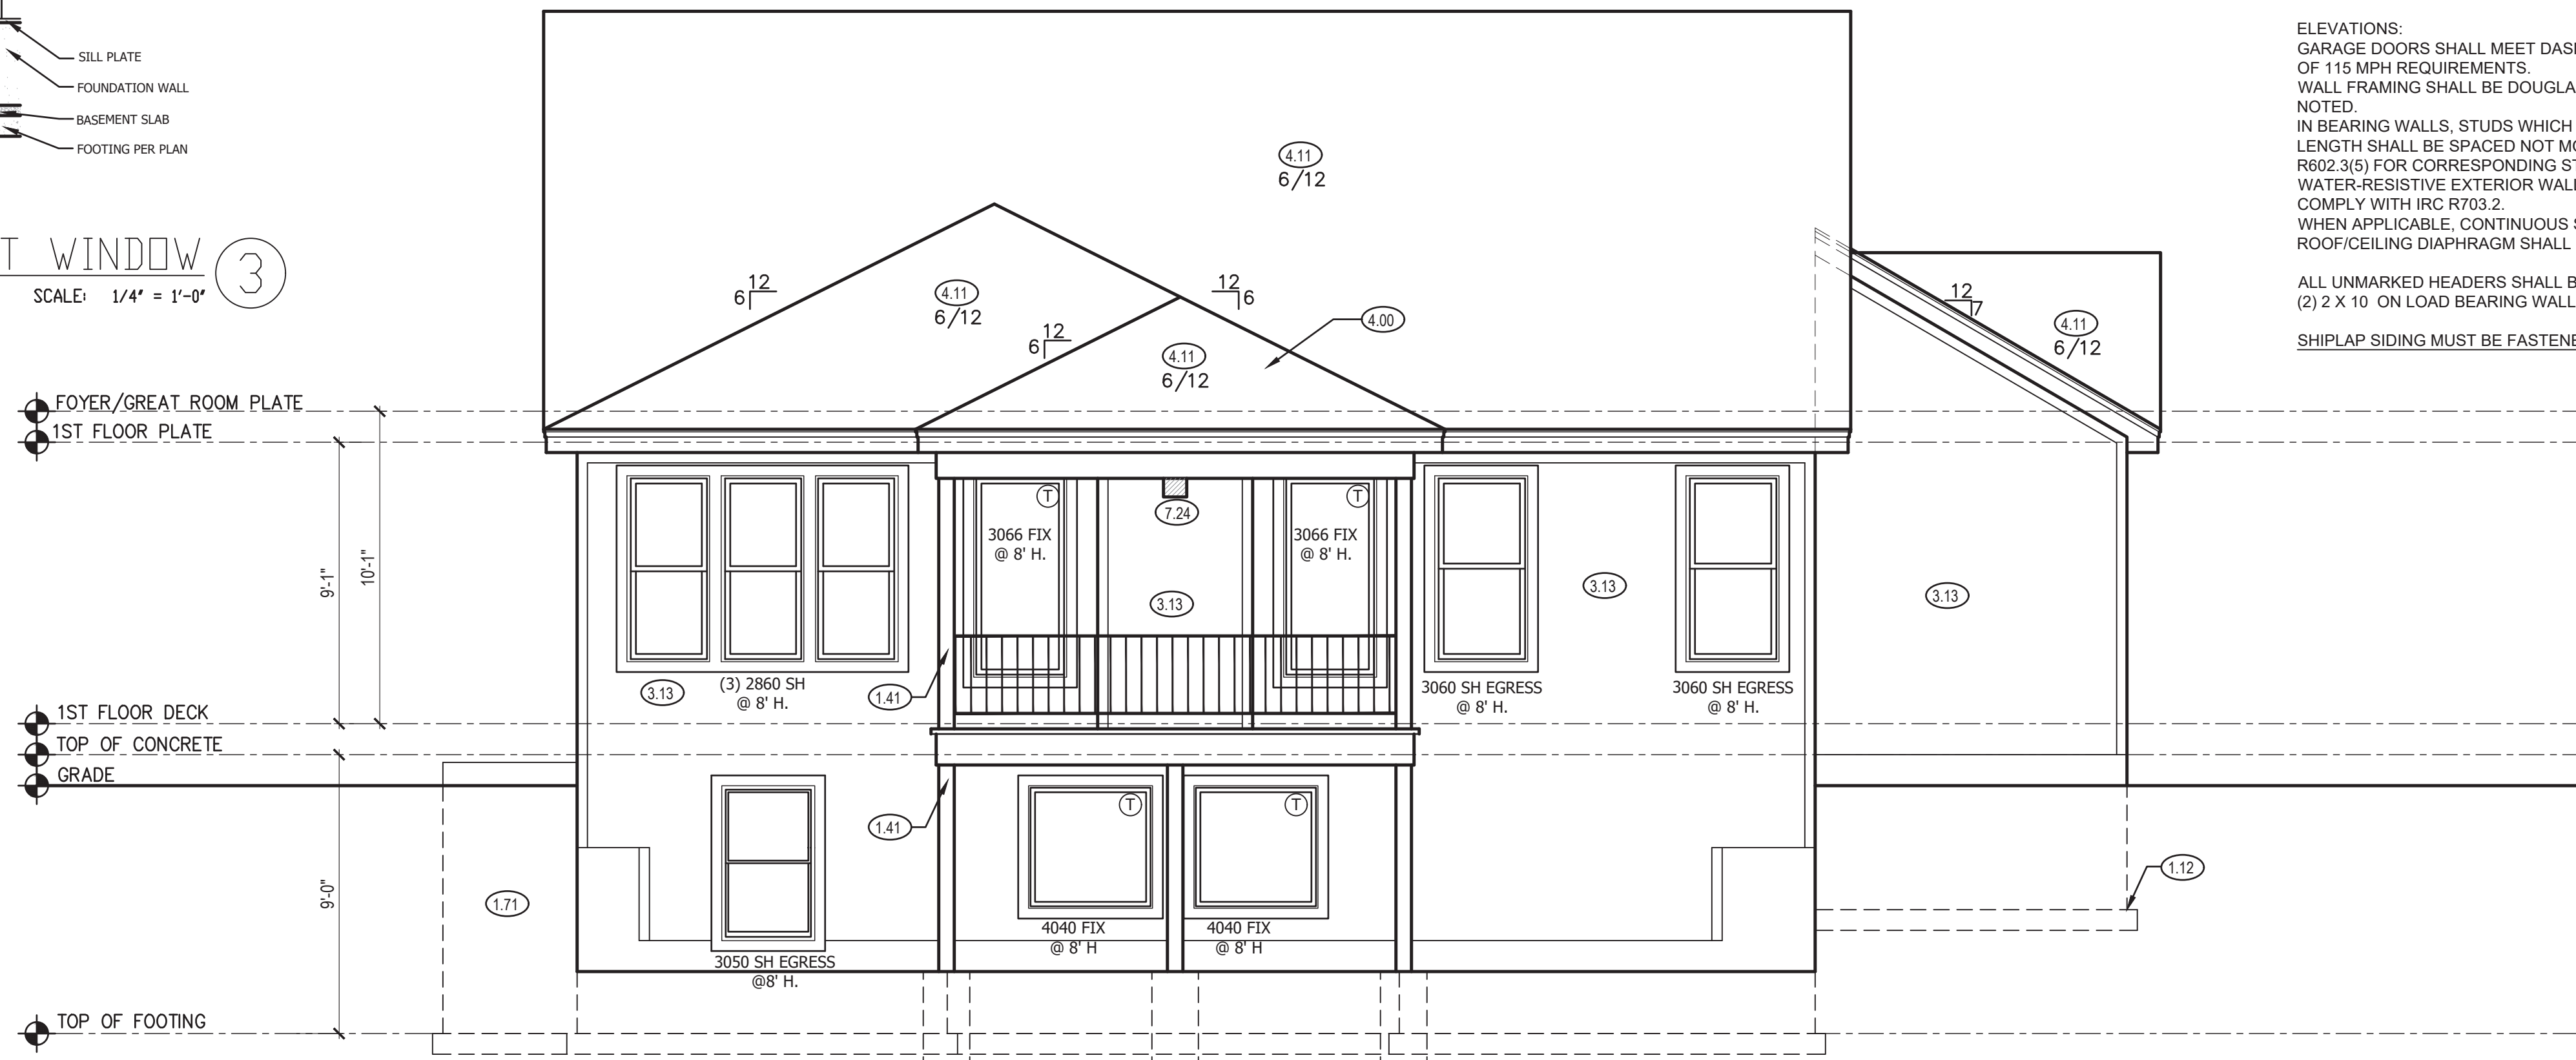 SILL PLATE
FOUNDATION WALL
BASEMENT SLAB
FOOTING PER PLAN
T WINDOW 3
SCALE: 1/4" = 1'-0"
ELEVATIONS:
GARAGE DOORS SHALL MEET
OF 115 MPH REQUIREMENTS.
WALL FRAMING SHALL BE
NOTED.
IN BEARING WALLS, STUDS WHICH
LENGTH SHALL BE SPACED NOT
R602.3(5) FOR CORRESPONDING
WATER-RESISTIVE EXTERIOR
COMPLY WITH IRC R703.2.
WHEN APPLICABLE, CONTINUOUS
ROOF/CEILING DIAPHRAGM SHALL
ALL UNMARKED HEADERS SHALL
(2) 2 X 10 ON LOAD BEARING
SHIPLAP SIDING MUST BE
4.11
6/12
12
6
4.11
6/12
12
6
12
6
4.11
6/12
4.00
12
7
4.11
6/12
FOYER/GREAT ROOM PLATE
1ST FLOOR PLATE
1ST FLOOR DECK
TOP OF CONCRETE
GRADE
TOP OF FOOTING
9'-1"
10'-1"
9'-0"
T
3066 FIX
@ 8' H.
7.24
T
3066 FIX
@ 8' H.
3.13
3.13
3.13
3.13
(3) 2860 SH
@ 8' H.
1.41
3060 SH EGRESS
@ 8' H.
3060 SH EGRESS
@ 8' H.
1.41
T
T
1.71
1.12
4040 FIX
@ 8' H
4040 FIX
@ 8' H
3050 SH EGRESS
@8' H.